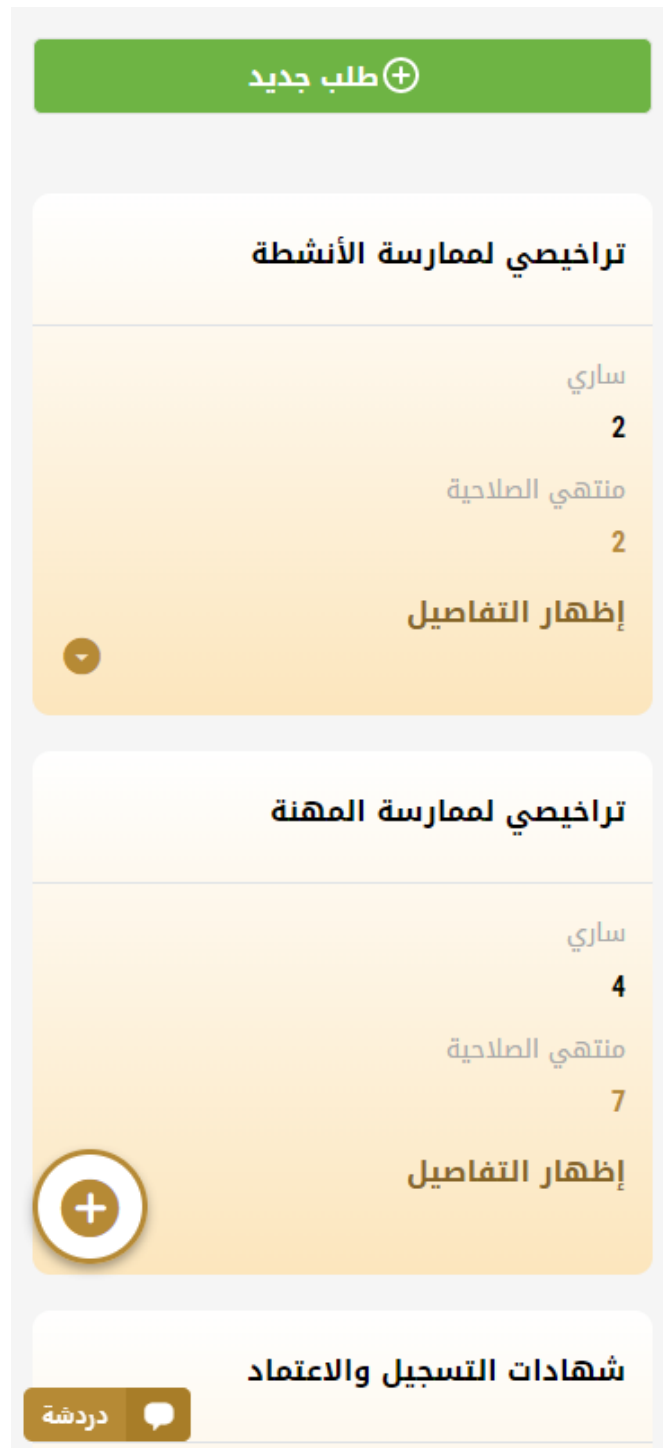 طلب جديد
تراخيصي لممارسة الأنشطة
ساري
2
منتهي الصلاحية
2
إظهار التفاصيل
تراخيصي لممارسة المهنة
ساري
4
منتهي الصلاحية
7
إظهار التفاصيل
شهادات التسجيل والاعتماد
دردشة